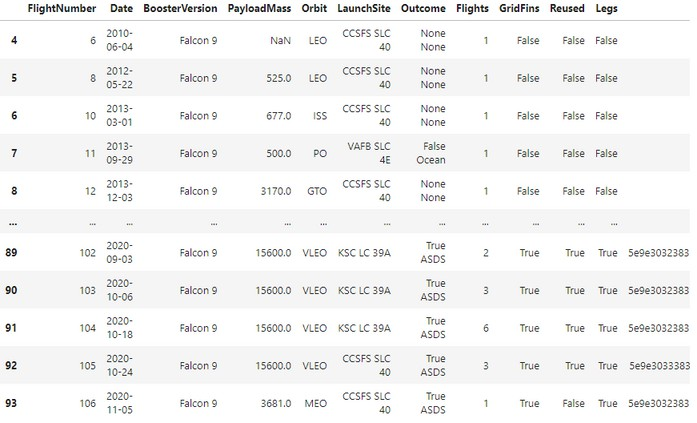 FlightNumber Date BoosterVersion PayloadMass Orbit LaunchSite Outcome Flights GridFins Reused Legs
4 6 2010-06-04 Falcon 9 NaN LEO CCSFS SLC 40 None None 1 False False False
5 8 2012-05-22 Falcon 9 525.0 LEO CCSFS SLC 40 None None 1 False False False
6 10 2013-03-01 Falcon 9 677.0 ISS CCSFS SLC 40 None None 1 False False False
7 11 2013-09-29 Falcon 9 500.0 PO VAFB SLC 4E False Ocean 1 False False False
8 12 2013-12-03 Falcon 9 3170.0 GTO CCSFS SLC 40 None None 1 False False False
... ... ... ... ... ... ... ... ... ... ... ...
89 102 2020-09-03 Falcon 9 15600.0 VLEO KSC LC 39A True ASDS 2 True True True 5e9e3032383
90 103 2020-10-06 Falcon 9 15600.0 VLEO KSC LC 39A True ASDS 3 True True True 5e9e3032383
91 104 2020-10-18 Falcon 9 15600.0 VLEO KSC LC 39A True ASDS 6 True True True 5e9e3032383
92 105 2020-10-24 Falcon 9 15600.0 VLEO CCSFS SLC 40 True ASDS 3 True True True 5e9e3033383
93 106 2020-11-05 Falcon 9 3681.0 MEO CCSFS SLC 40 True ASDS 1 True False True 5e9e3032383